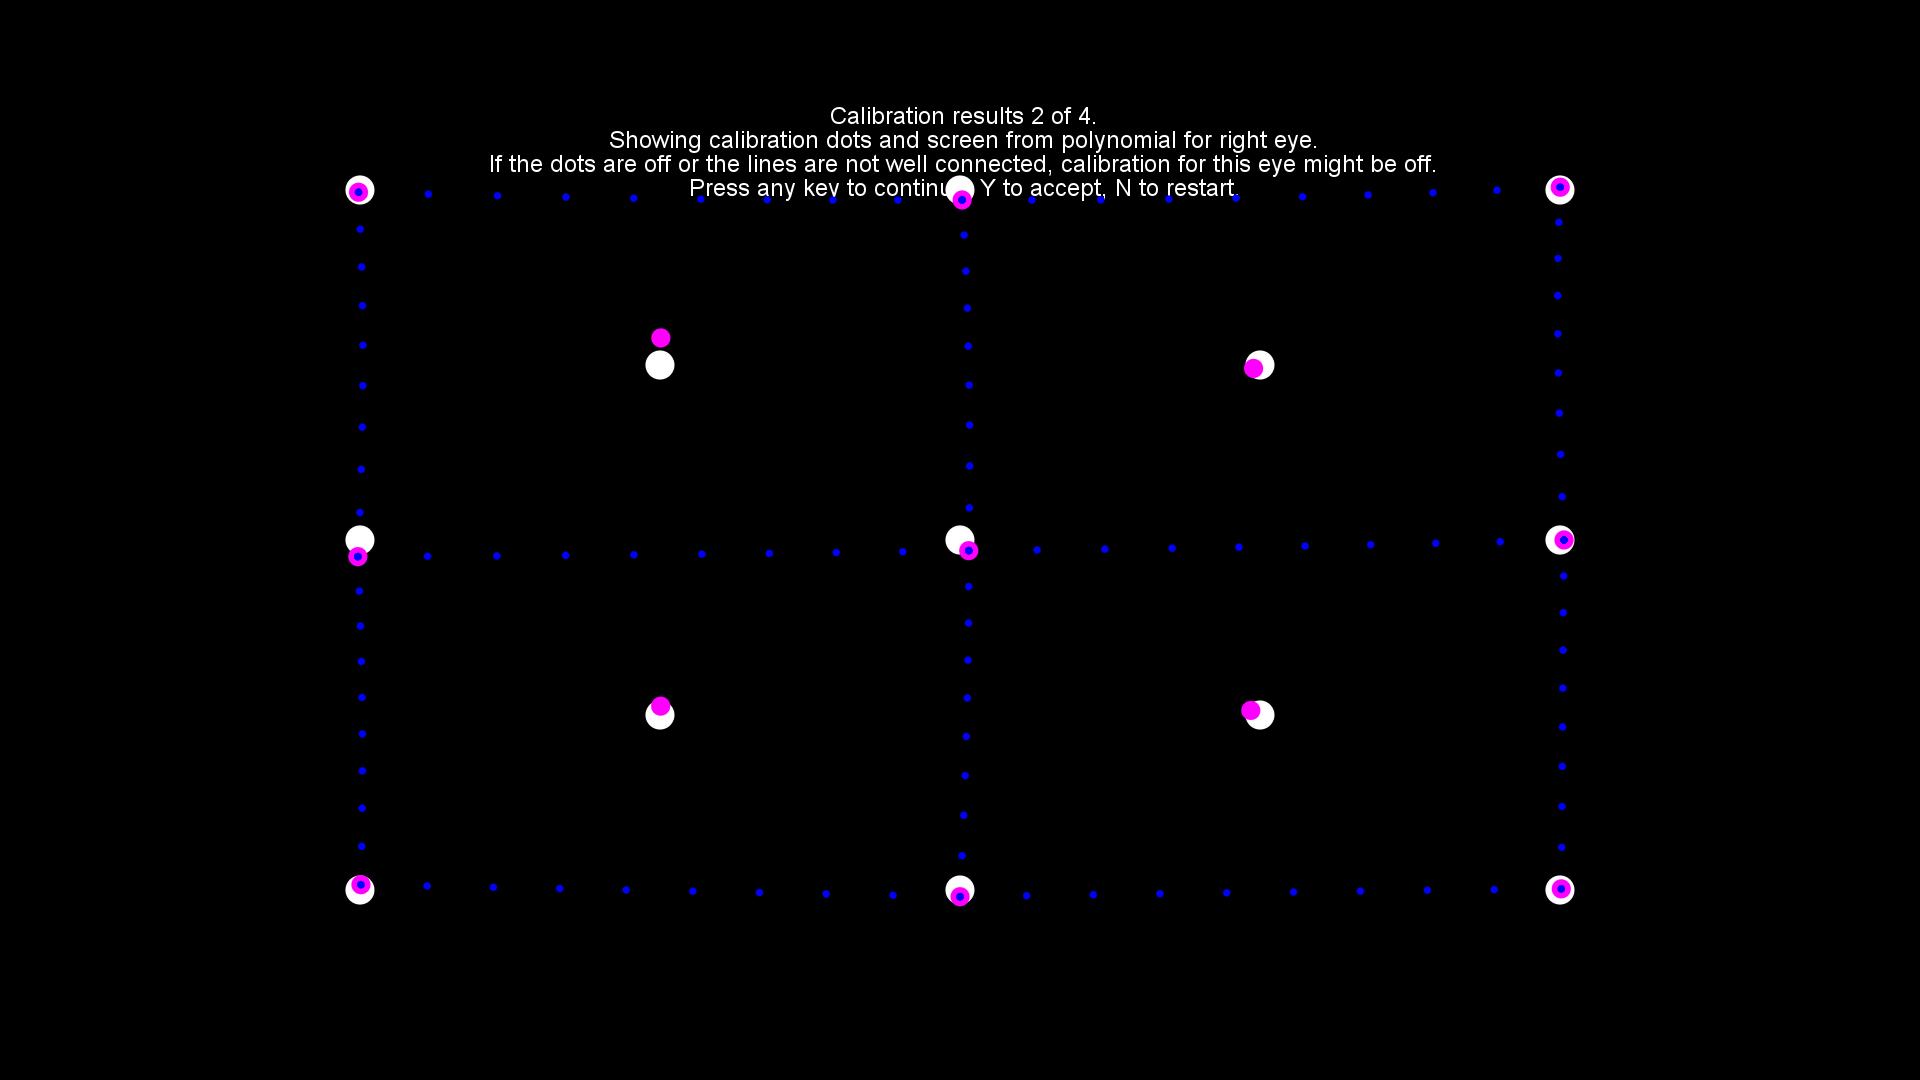 Calibration results 2 of 4.
Showing calibration dots and screen from polynomial for right eye.
If the dots are off or the lines are not well connected, calibration for this eye might be off.
Press any key to continue, Y to accept, N to restart.